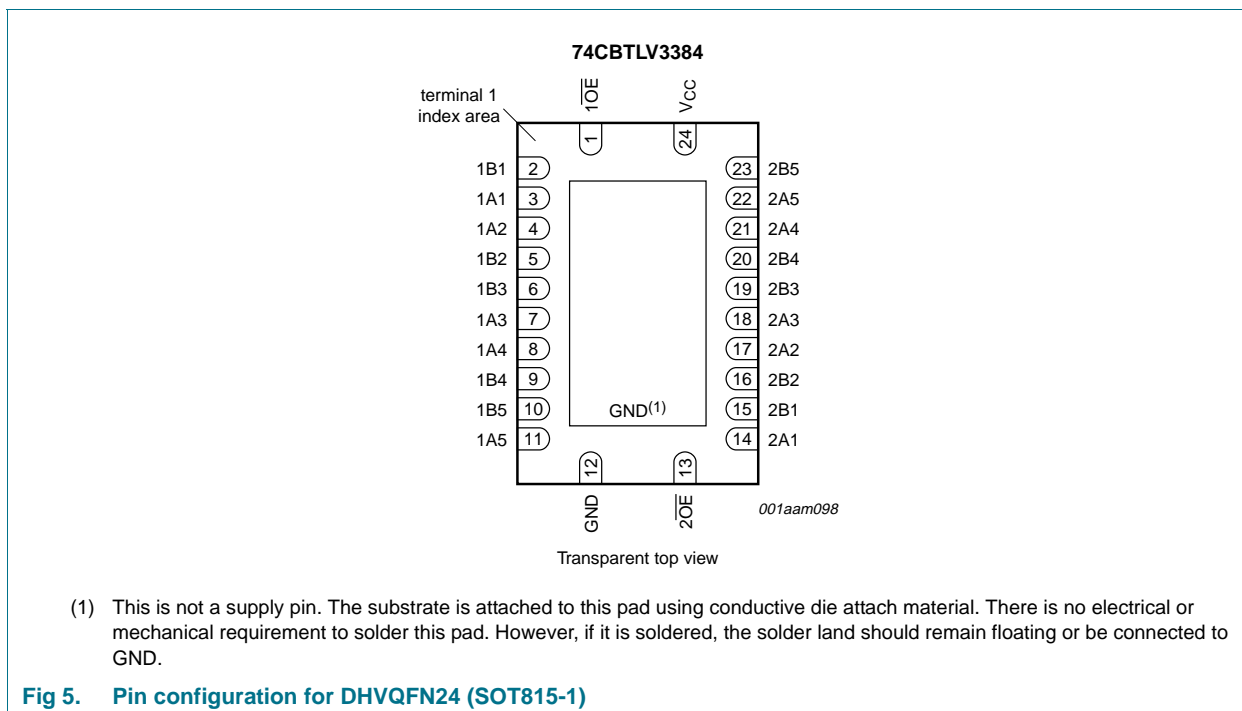 74CBTLV3384
terminal 1
index area
1OE
VCC
1
24
1B1 2
23 2B5
1A1 3
22 2A5
1A2 4
21 2A4
1B2 5
20 2B4
1B3 6
19 2B3
1A3 7
18 2A3
1A4 8
17 2A2
1B4 9
16 2B2
1B5 10
GND(1)
15 2B1
1A5 11
14 2A1
12
13
GND
2OE
001aam098
Transparent top view
(1) This is not a supply pin. The substrate is attached to this pad using conductive die attach material. There is no electrical or
mechanical requirement to solder this pad. However, if it is soldered, the solder land should remain floating or be connected to
GND.
Fig 5. Pin configuration for DHVQFN24 (SOT815-1)